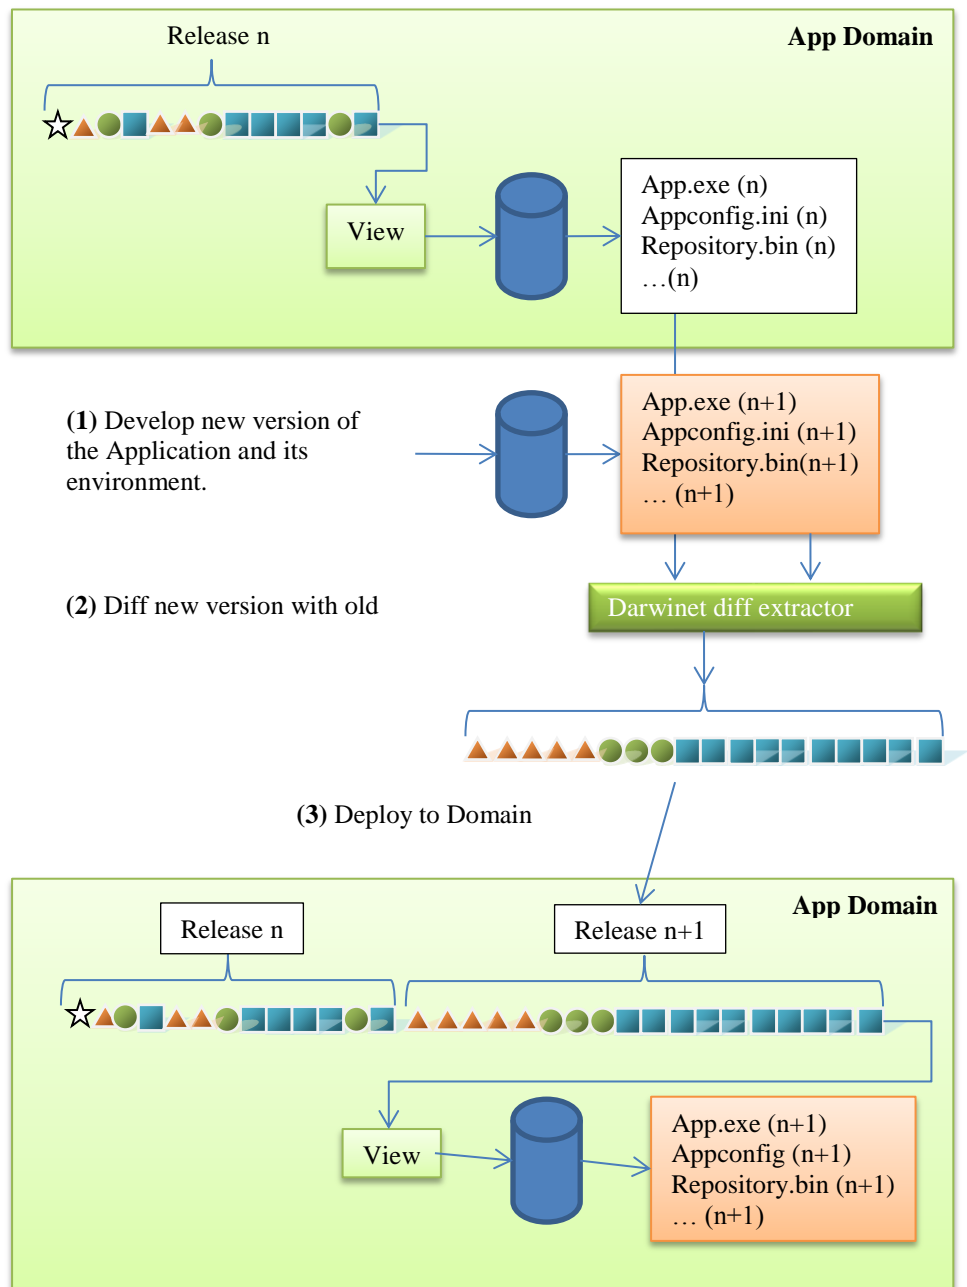 Release n
App Domain
App.exe (n)
Appconfig.ini (n)
Repository.bin (n)
…(n)
View
(1) Develop new version of
the Application and its
environment.
App.exe (n+1)
Appconfig.ini (n+1)
Repository.bin(n+1)
… (n+1)
(2) Diff new version with old
Darwinet diff extractor
(3) Deploy to Domain
App Domain
Release n
Release n+1
View
App.exe (n+1)
Appconfig (n+1)
Repository.bin (n+1)
… (n+1)